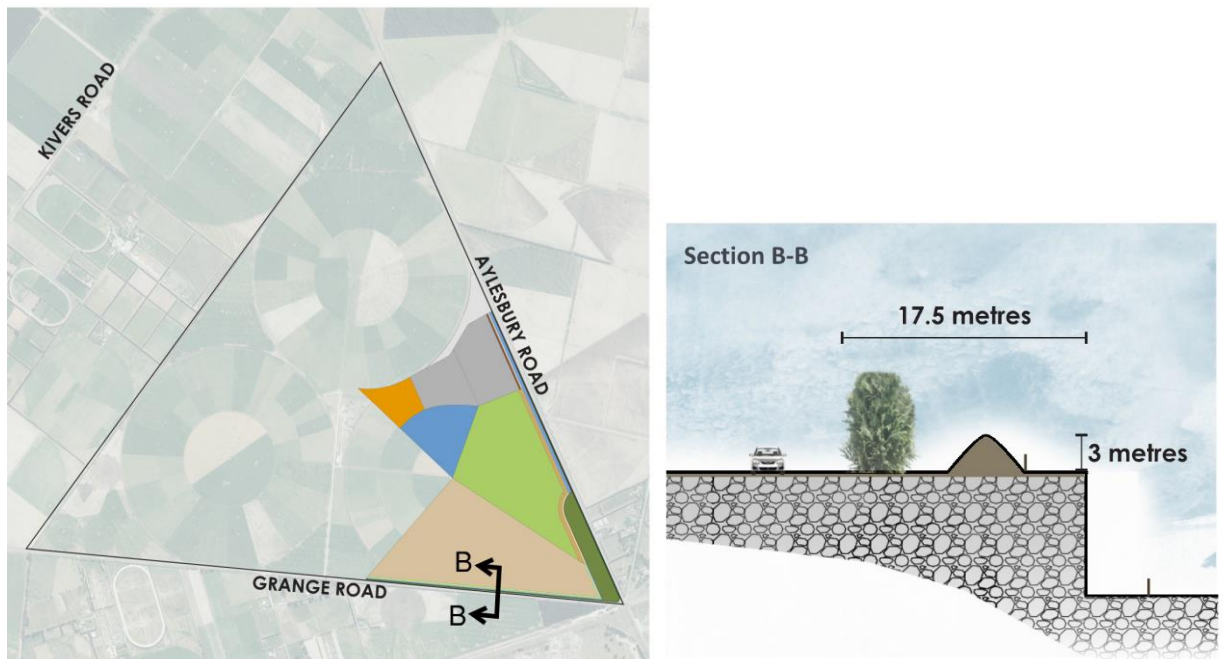 KIVERS ROAD
AYLESBURY ROAD
GRANGE ROAD
B
B
Section B-B
17.5 metres
3 metres